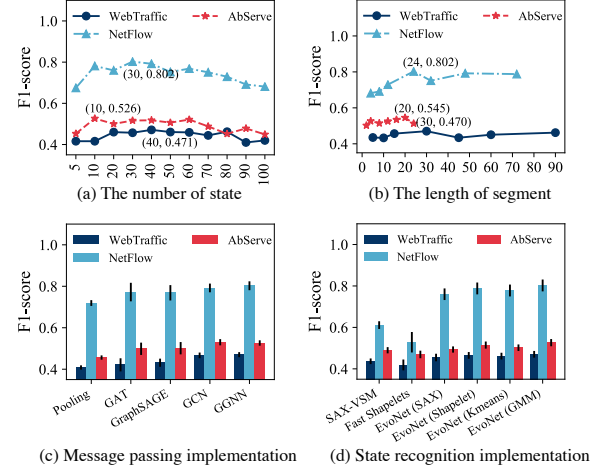 WebTraffic
AbServe
NetFlow
F1-score
1.0
0.8
0.6
0.4
(30, 0.802)
(10, 0.526)
(40, 0.471)
5 10 20 30 40 50 60 70 80 90 100
(a) The number of state
WebTraffic
AbServe
NetFlow
F1-score
1.0
0.8
0.6
0.4
(24, 0.802)
(20, 0.545)
(30, 0.470)
0 10 20 30 40 50 60 70 80 90
(b) The length of segment
WebTraffic
AbServe
NetFlow
F1-score
1.0
0.8
0.6
0.4
Pooling
GAT
GraphSAGE
GCN
GGNN
(c) Message passing implementation
WebTraffic
AbServe
NetFlow
F1-score
1.0
0.8
0.6
0.4
SAX-VSM
Fast Shapelets
EvoNet (SAX)
EvoNet (Shapelet)
EvoNet (Kmeans)
EvoNet (GMM)
(d) State recognition implementation